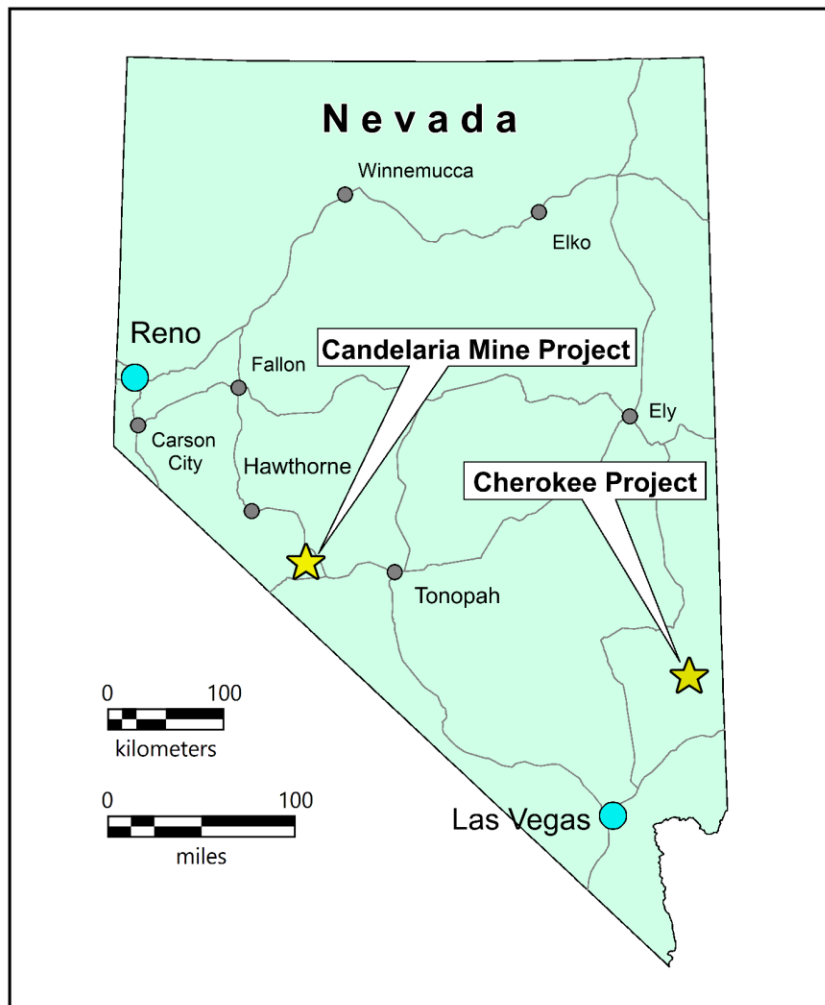 Nevada
Winnemucca
Elko
Reno
Candelaria Mine Project
Fallon
Ely
Carson
City
Hawthorne
Cherokee Project
Tonopah
0 100
kilometers
0 100
miles
Las Vegas